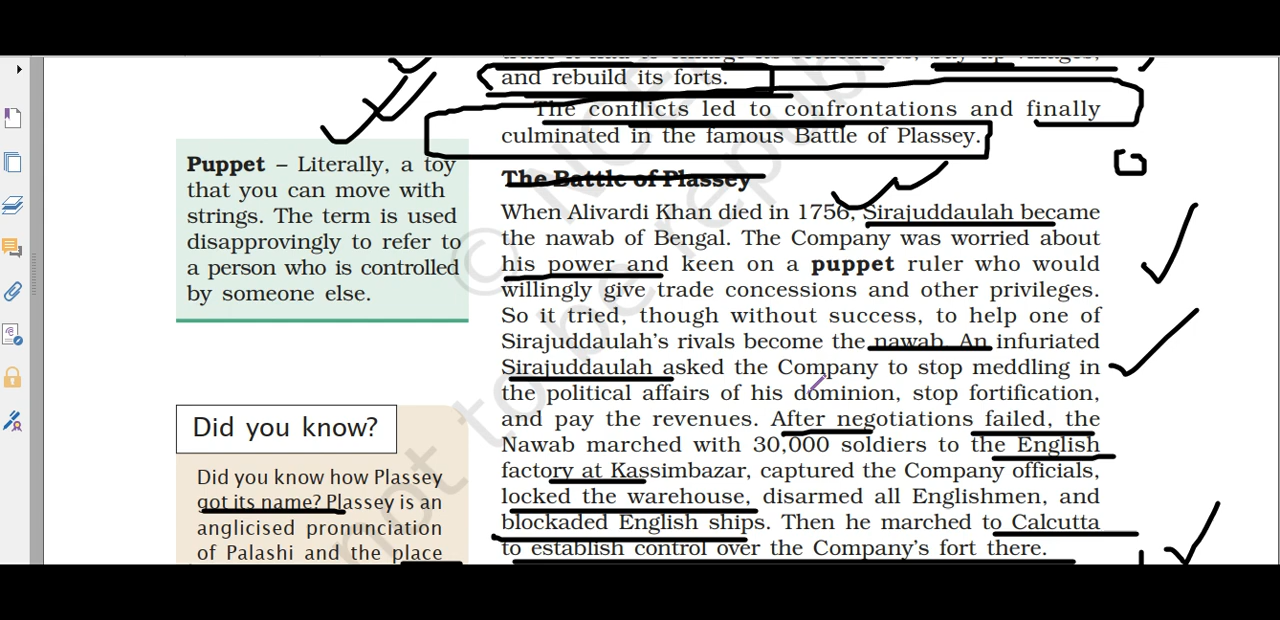 and rebuild its forts.
The conflicts led to confrontations and finally
culminated in the famous Battle of Plassey.
Puppet – Literally, a toy
that you can move with
strings. The term is used
disapprovingly to refer to
a person who is controlled
by someone else.
The Battle of Plassey
When Alivardi Khan died in 1756, Sirajuddaulah became
the nawab of Bengal. The Company was worried about
his power and keen on a puppet ruler who would
willingly give trade concessions and other privileges.
So it tried, though without success, to help one of
Sirajuddaulah's rivals become the nawab. An infuriated
Sirajuddaulah asked the Company to stop meddling in
the political affairs of his dominion, stop fortification,
and pay the revenues. After negotiations failed, the
Nawab marched with 30,000 soldiers to the English
factory at Kassimbazar, captured the Company officials,
locked the warehouse, disarmed all Englishmen, and
blockaded English ships. Then he marched to Calcutta
to establish control over the Company's fort there.
Did you know?
Did you know how Plassey
got its name? Plassey is an
anglicised pronunciation
of Palashi and the place
not to be republ